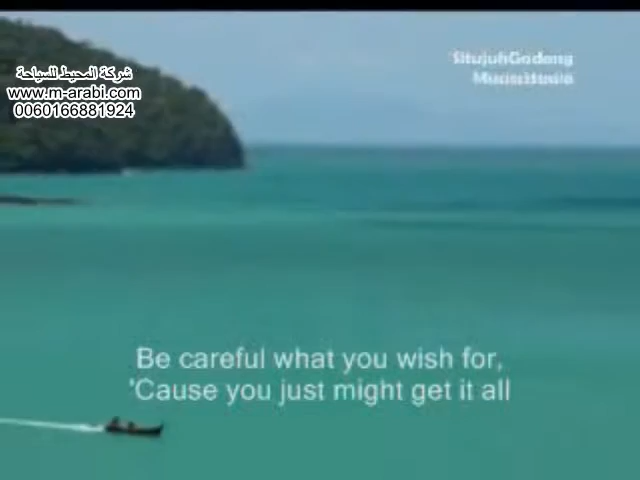 شركة المحيط للسياحة
www.m-arabi.com
0060166881924
SitujuhGadang
Be careful what you wish for,
'Cause you just might get it all